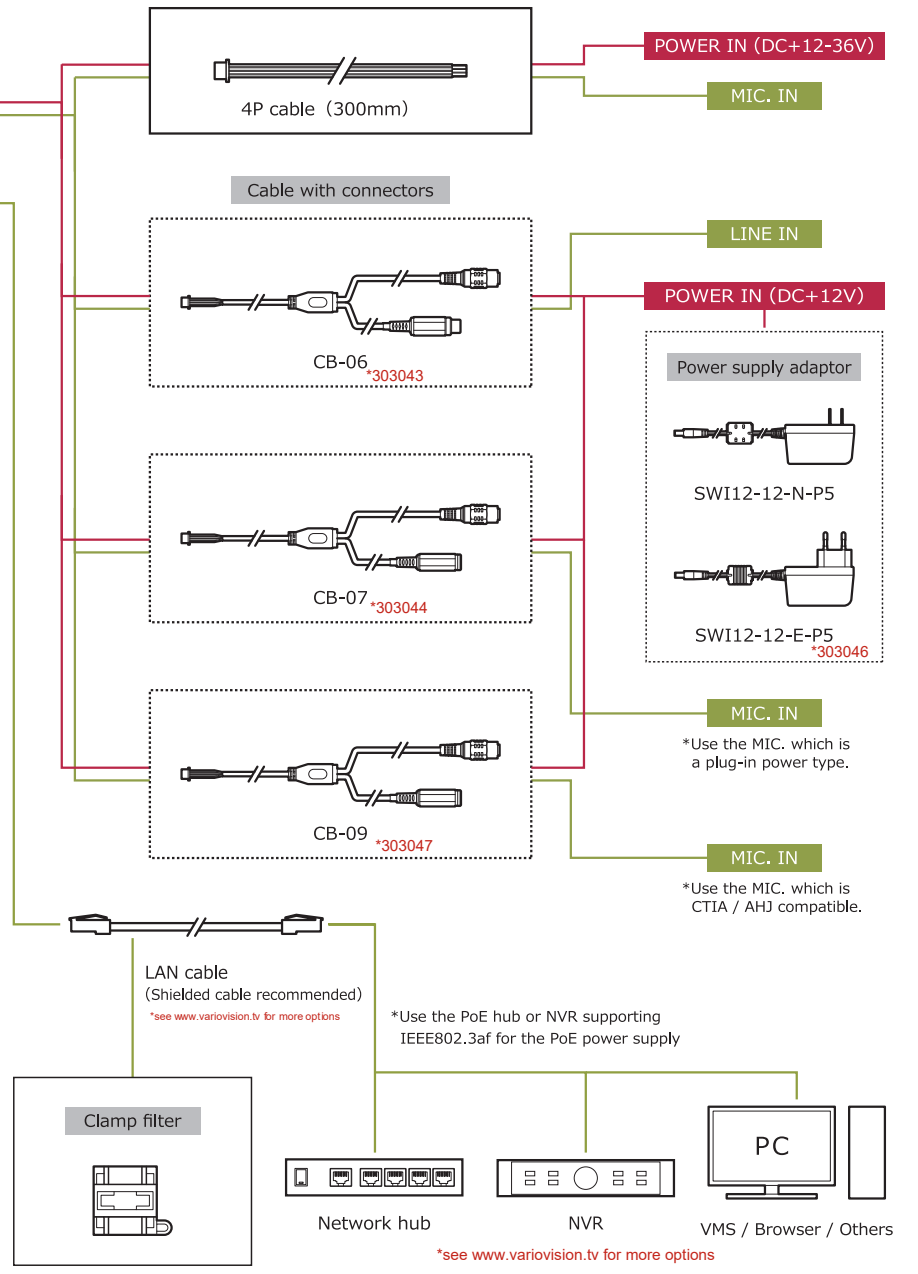 POWER IN (DC+12-36V)
MIC. IN
4P cable (300mm)
Cable with connectors
LINE IN
POWER IN (DC+12V)
CB-06
*303043
Power supply adaptor
SWI12-12-N-P5
CB-07
*303044
SWI12-12-E-P5
*303046
MIC. IN
*Use the MIC. which is
a plug-in power type.
CB-09
*303047
MIC. IN
*Use the MIC. which is
CTIA / AHJ compatible.
LAN cable
(Shielded cable recommended)
*see www.variovision.tv for more options
*Use the PoE hub or NVR supporting
IEEE802.3af for the PoE power supply
Clamp filter
PC
Network hub
NVR
VMS / Browser / Others
*see www.variovision.tv for more options